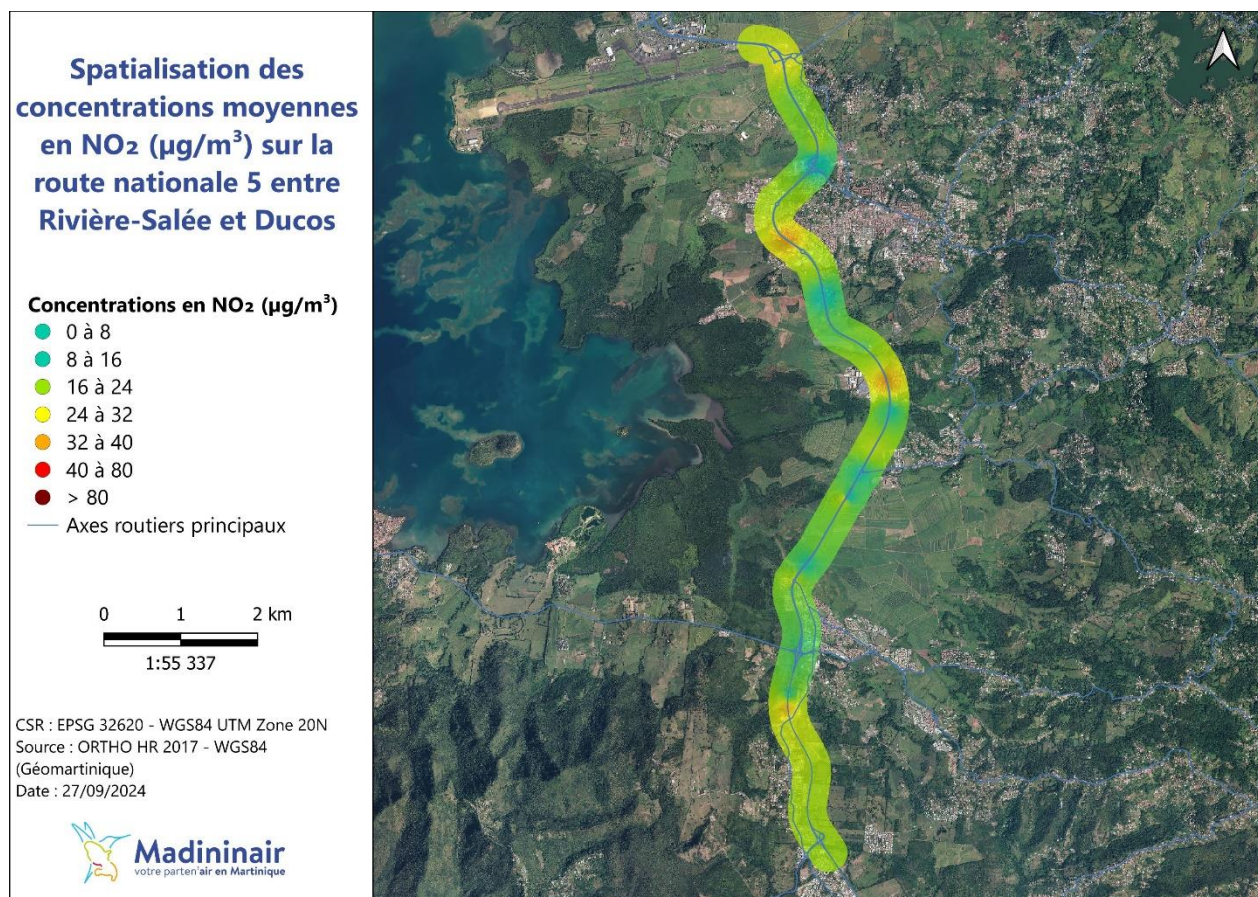 Spatialisation des
concentrations moyennes
en NO₂ (µg/m³) sur la
route nationale 5 entre
Rivière-Salée et Ducos
Concentrations en NO₂ (µg/m³)
0 à 8
8 à 16
16 à 24
24 à 32
32 à 40
40 à 80
> 80
Axes routiers principaux
0 1 2 km
1:55 337
CSR : EPSG 32620 - WGS84 UTM Zone 20N
Source : ORTHO HR 2017 - WGS84
(Géomartinique)
Date : 27/09/2024
Madininair
votre parten'air en Martinique